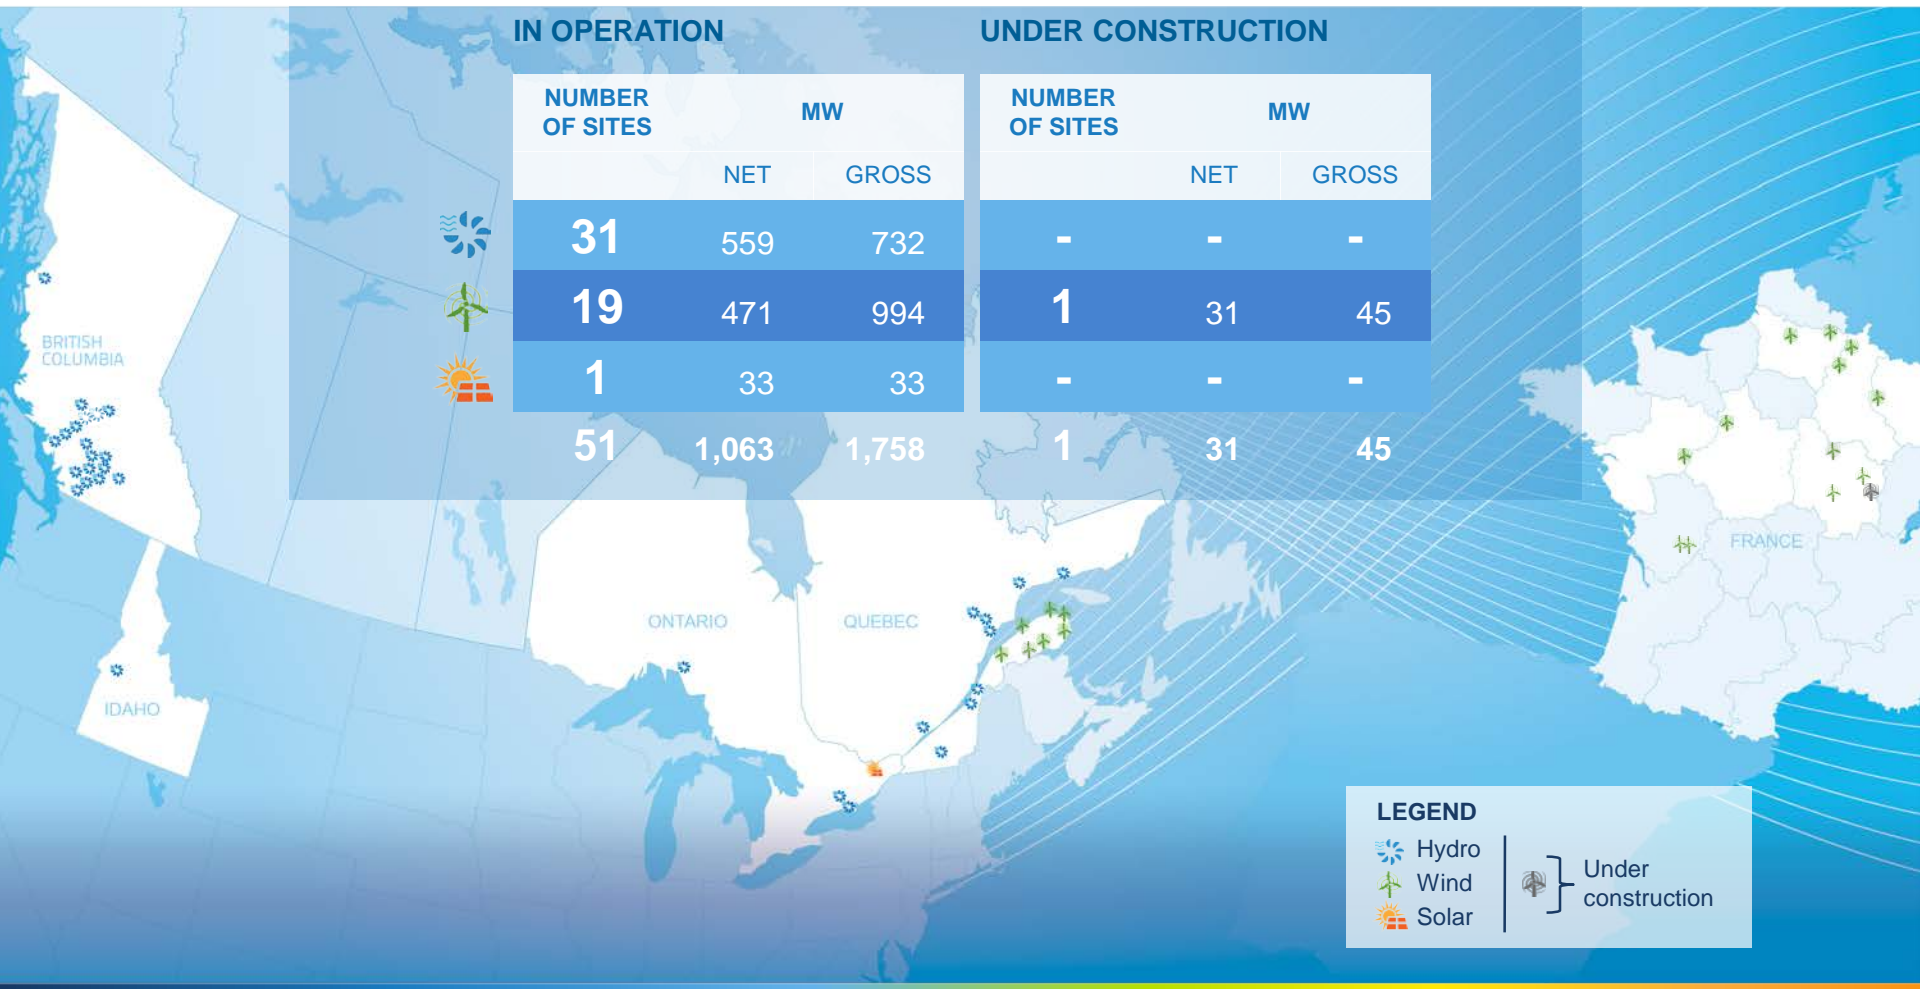 IN OPERATION UNDER CONSTRUCTION
NUMBER OF SITES MW NUMBER OF SITES MW
NET GROSS NET GROSS
31 559 732 - - -
19 471 994 1 31 45
1 33 33 - - -
51 1,063 1,758 1 31 45
BRITISH
COLUMBIA
FRANCE
ONTARIO QUEBEC
IDAHO
LEGEND
Hydro
Wind
Solar
Under
construction